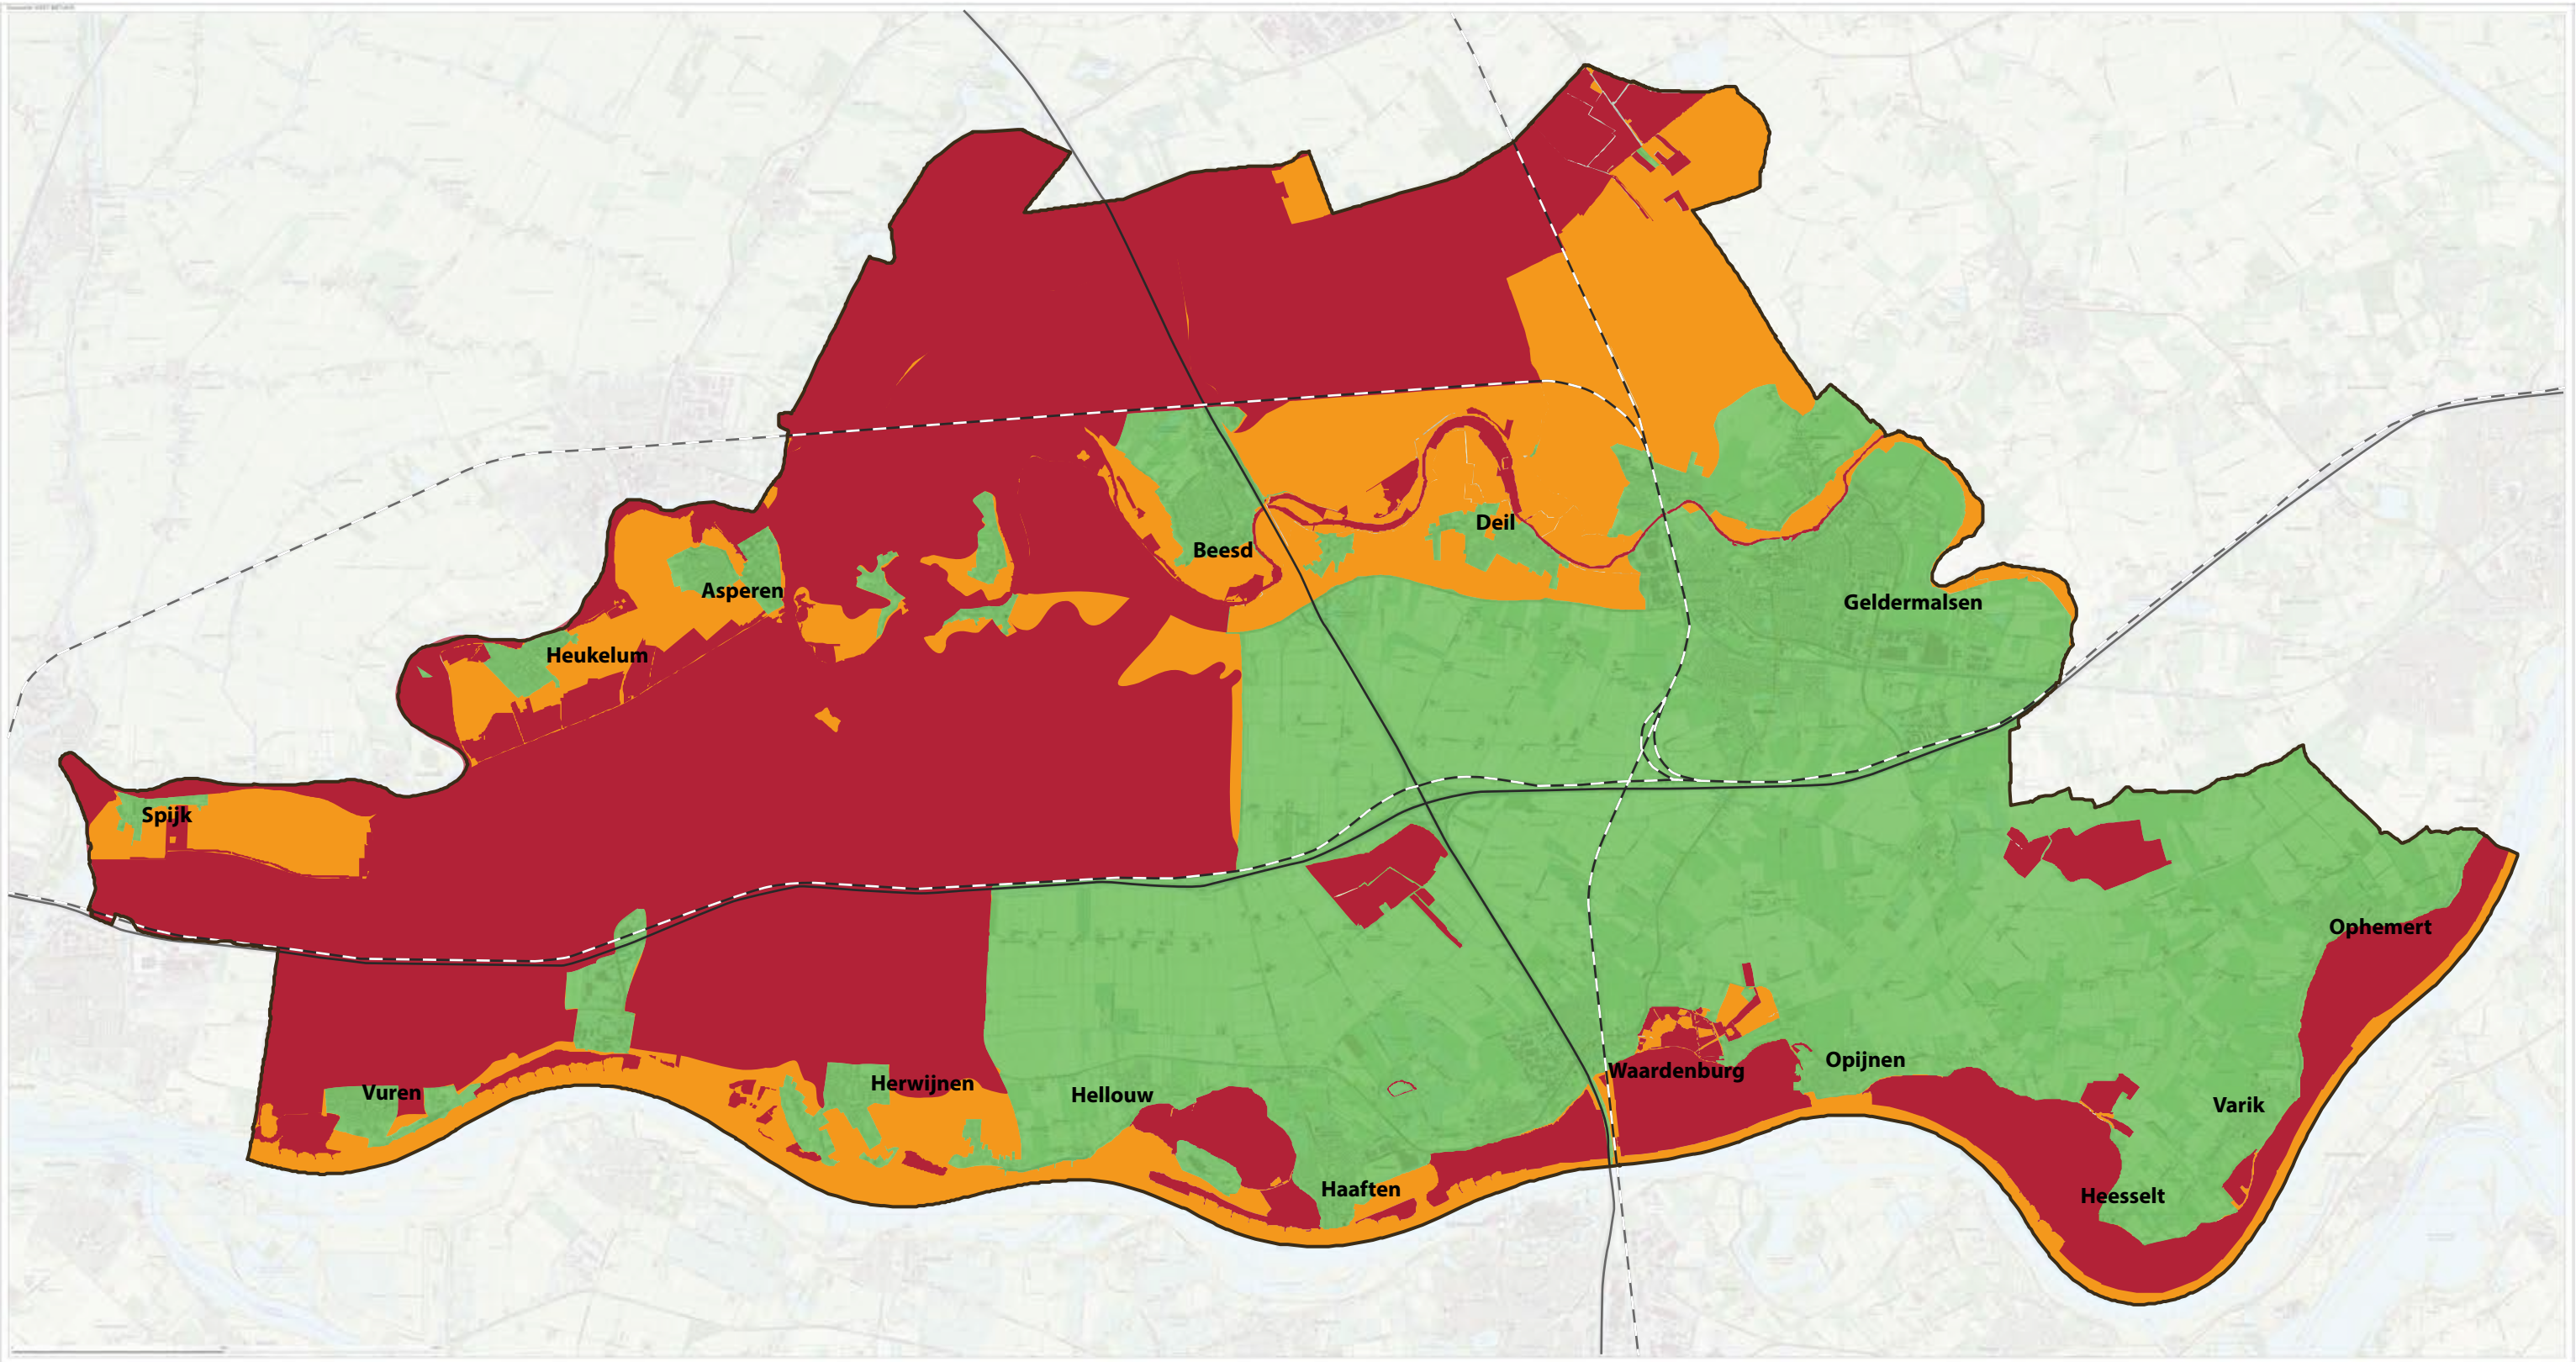 Deil
Beesd
Asperen
Geldermalsen
Heukelum
Spijk
Ophemert
Opijnen
Waardenburg
Herwijnen
Vuren
Hellouw
Varik
Haaften
Heesselt